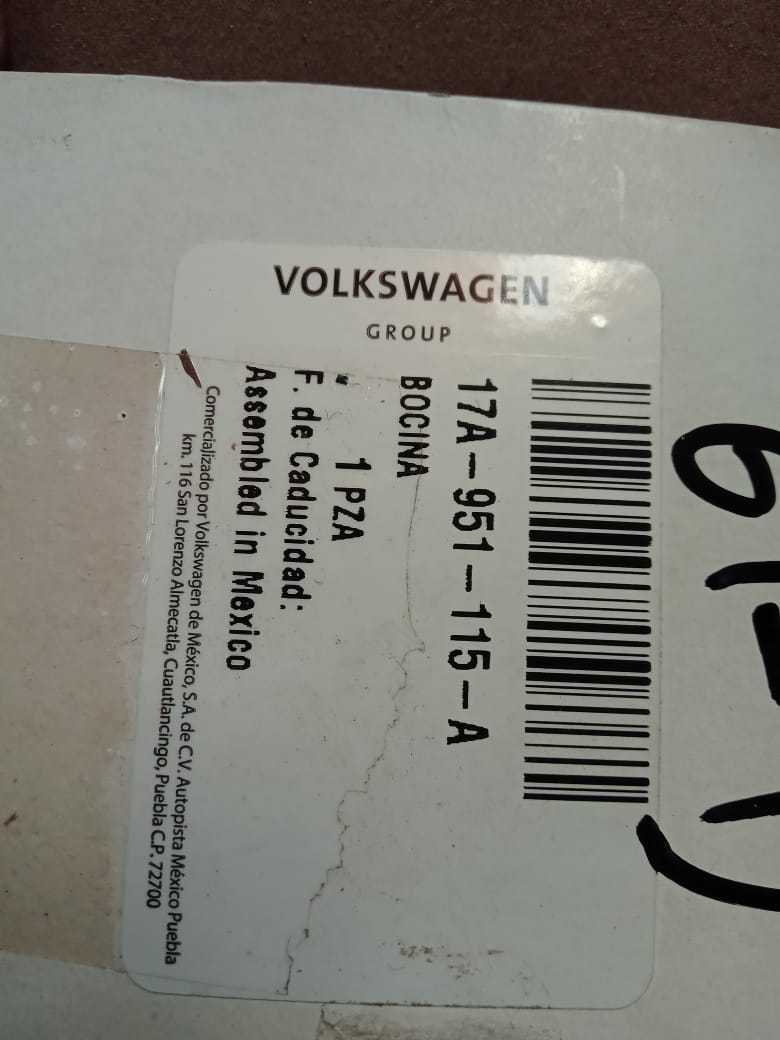 VOLKSWAGEN
GROUP
17A-951-115-A
BOCINA
1 PZA
F. de Caducidad:
Assembled in Mexico
Comercializado por Volkswagen de México, S.A. de C.V. Autopista México Puebla
km. 116 San Lorenzo Almecatla, Cuautlancingo, Puebla C.P. 72700